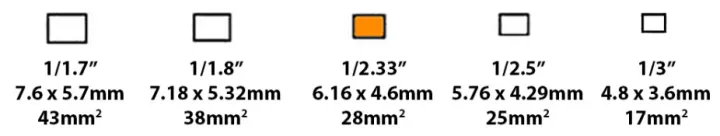 1/1.7" 1/1.8" 1/2.33" 1/2.5" 1/3"
7.6 x 5.7mm 7.18 x 5.32mm 6.16 x 4.6mm 5.76 x 4.29mm 4.8 x 3.6mm
43mm² 38mm² 28mm² 25mm² 17mm²